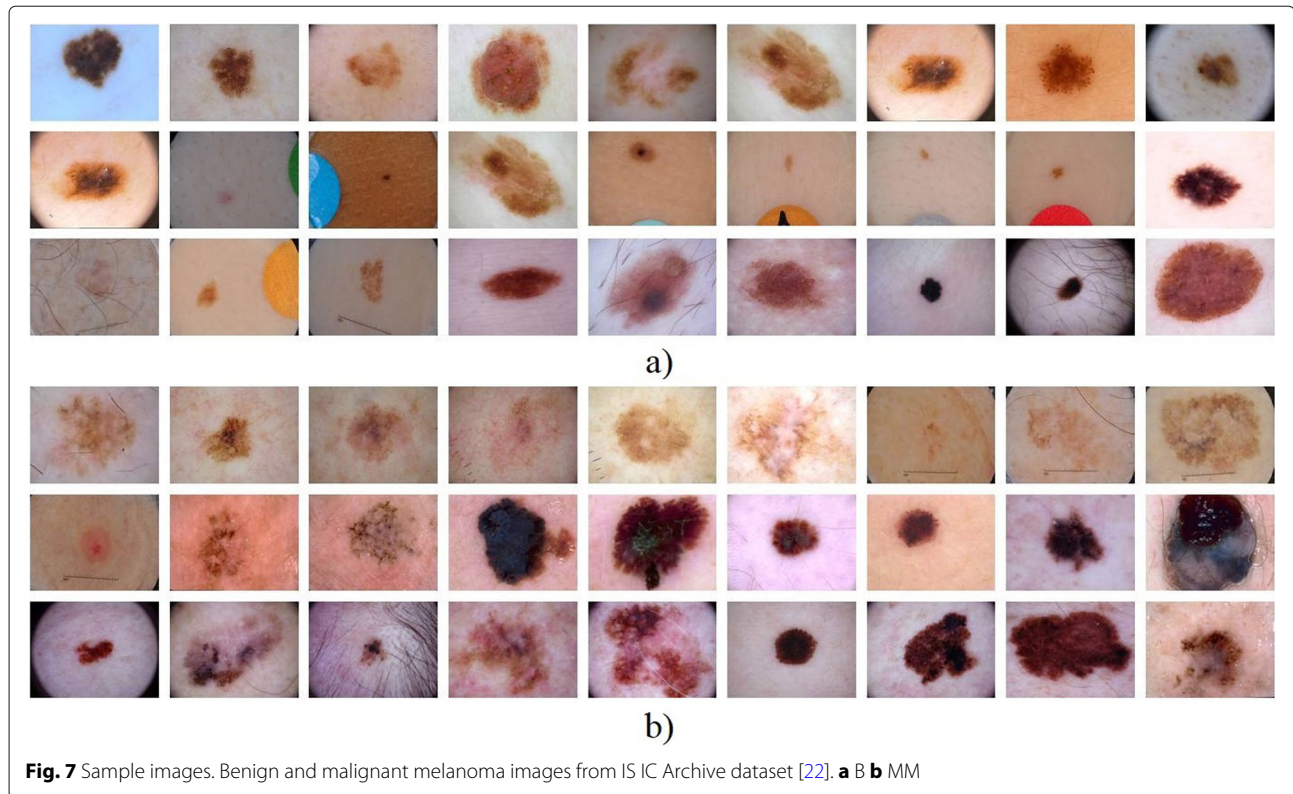 a)
b)
Fig. 7 Sample images. Benign and malignant melanoma images from IS IC Archive dataset [22]. a B b MM